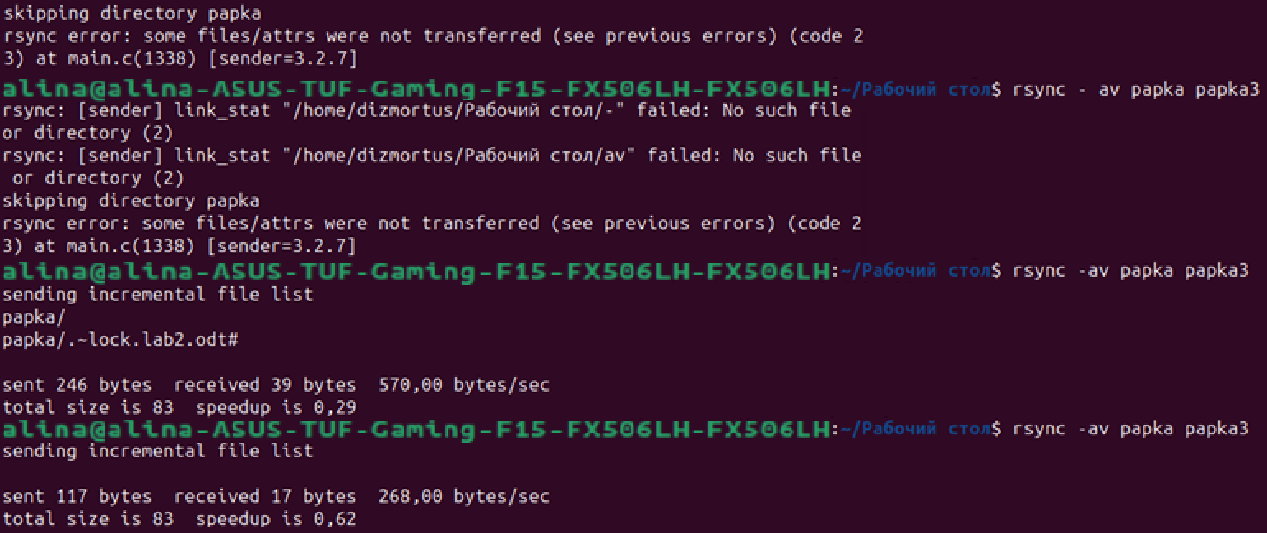 skipping directory papka
rsync error: some files/attrs were not transferred (see previous errors) (code 2
3) at main.c(1338) [sender=3.2.7]
alina@alina-ASUS-TUF-Gaming-F15-FX506LH-FX506LH:~/Рабочий стол$ rsync - av papka papka3
rsync: [sender] link_stat "/home/dizmortus/Рабочий стол/-" failed: No such file
or directory (2)
rsync: [sender] link_stat "/home/dizmortus/Рабочий стол/av" failed: No such file
or directory (2)
skipping directory papka
rsync error: some files/attrs were not transferred (see previous errors) (code 2
3) at main.c(1338) [sender=3.2.7]
alina@alina-ASUS-TUF-Gaming-F15-FX506LH-FX506LH:~/Рабочий стол$ rsync -av papka papka3
sending incremental file list
papka/
papka/.~lock.lab2.odt#
sent 246 bytes  received 39 bytes  570,00 bytes/sec
total size is 83  speedup is 0,29
alina@alina-ASUS-TUF-Gaming-F15-FX506LH-FX506LH:~/Рабочий стол$ rsync -av papka papka3
sending incremental file list
sent 117 bytes  received 17 bytes  268,00 bytes/sec
total size is 83  speedup is 0,62